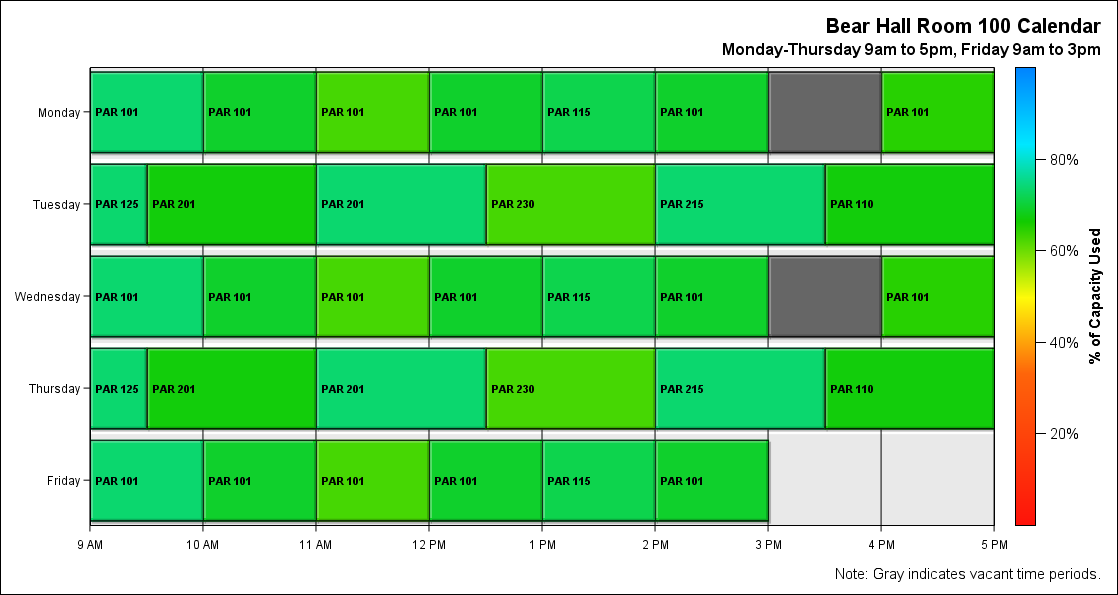 Bear Hall Room 100 Calendar
Monday-Thursday 9am to 5pm, Friday 9am to 3pm
Monday PAR 101 PAR 101 PAR 101 PAR 101 PAR 115 PAR 101 PAR 101
Tuesday PAR 125 PAR 201 PAR 201 PAR 230 PAR 215 PAR 110
Wednesday PAR 101 PAR 101 PAR 101 PAR 101 PAR 115 PAR 101 PAR 101
Thursday PAR 125 PAR 201 PAR 201 PAR 230 PAR 215 PAR 110
Friday PAR 101 PAR 101 PAR 101 PAR 101 PAR 115 PAR 101
9 AM 10 AM 11 AM 12 PM 1 PM 2 PM 3 PM 4 PM 5 PM
80%
60%
40%
20%
% of Capacity Used
Note: Gray indicates vacant time periods.